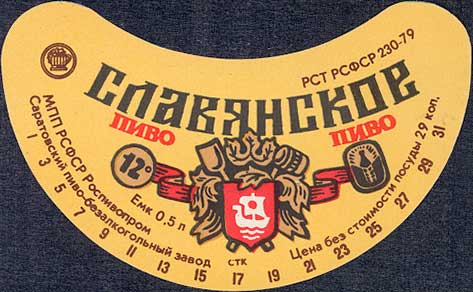 РСТ РСФСР 230-79
СЛАВЯНСКОЕ
ПИВО ПИВО
12°
Емк 0,5 л
МПП РСФСР Роспивопром
Саратовский пиво-безалкогольный завод
стк
Цена без стоимости посуды 29 коп.
1 3 5 7 9 11 13 15 17 19 21 23 25 27 29 31